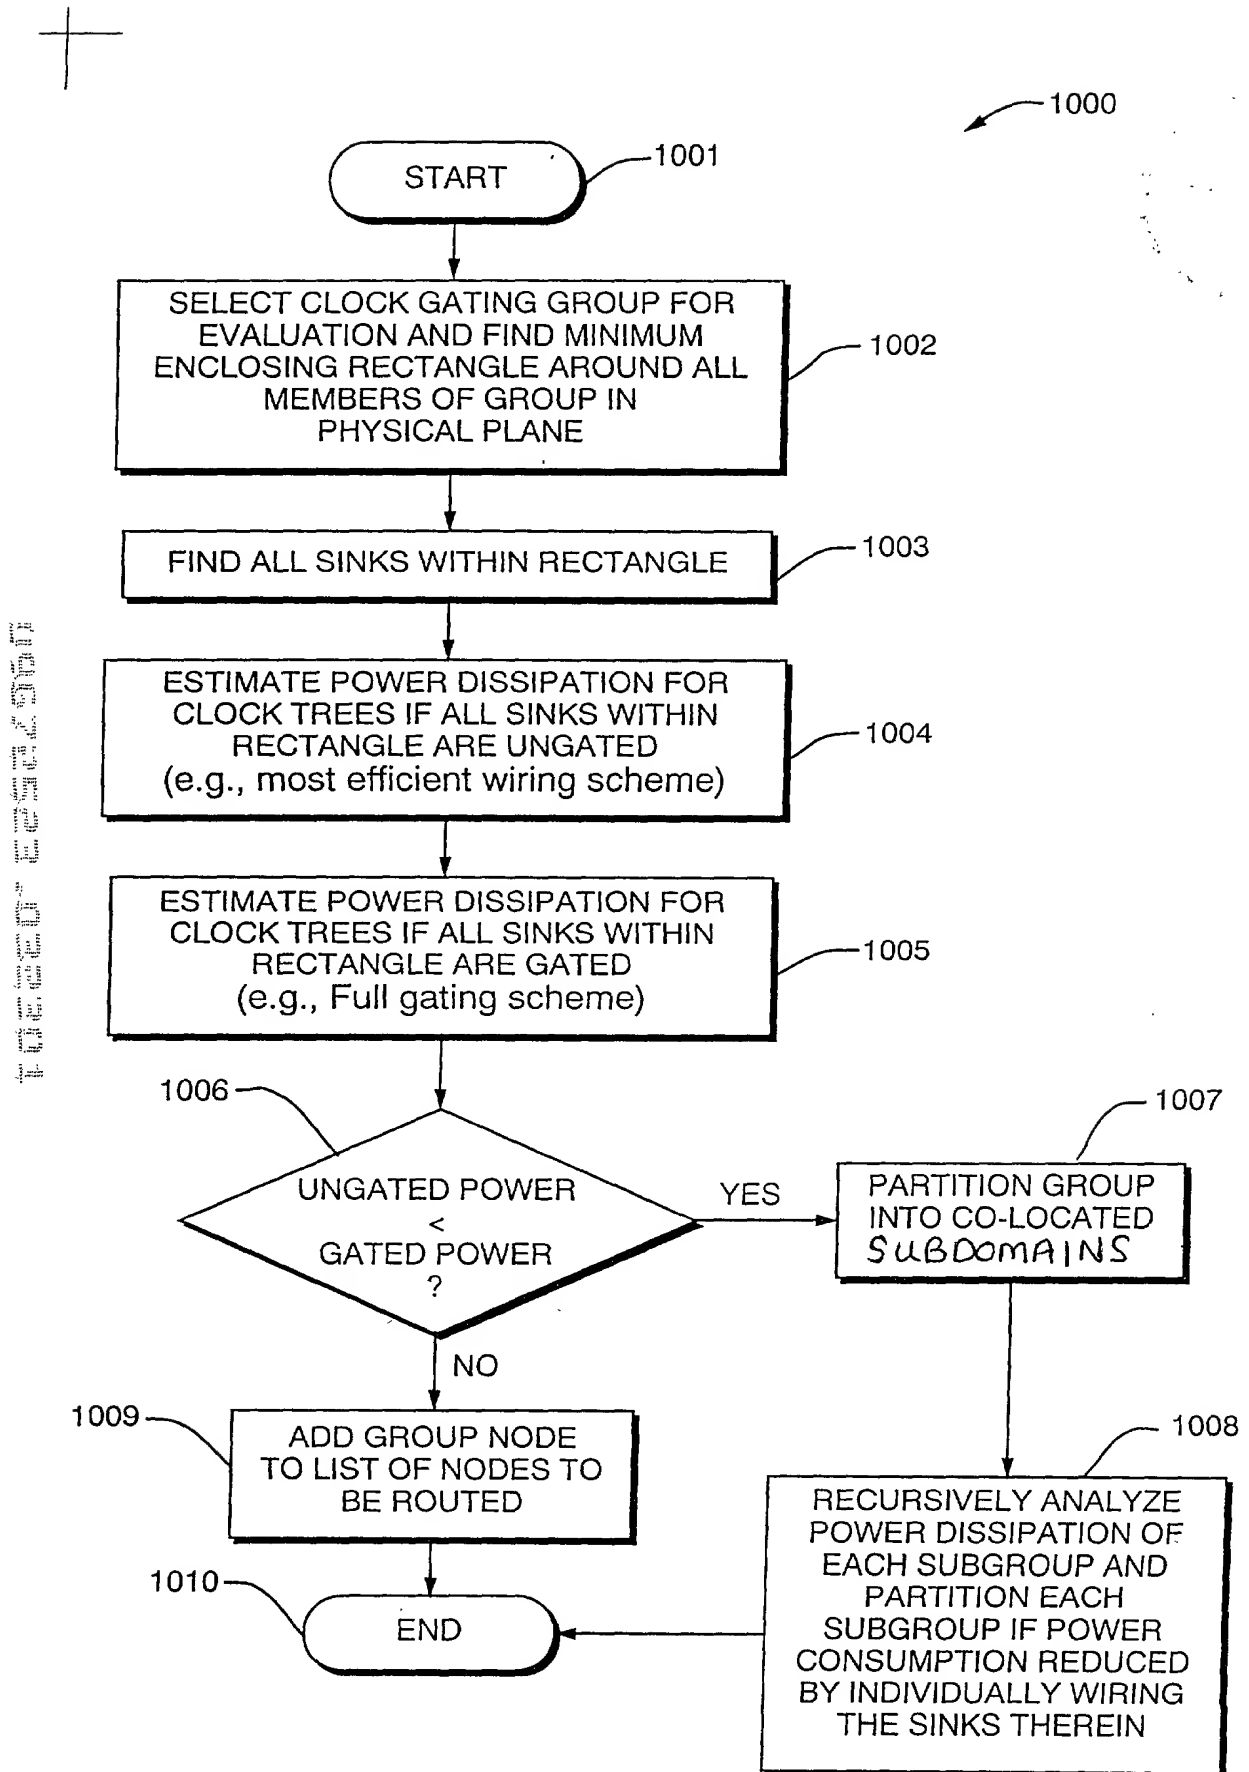 1000
START
1001
SELECT CLOCK GATING GROUP FOR
EVALUATION AND FIND MINIMUM
ENCLOSING RECTANGLE AROUND ALL
MEMBERS OF GROUP IN
PHYSICAL PLANE
1002
FIND ALL SINKS WITHIN RECTANGLE
1003
ESTIMATE POWER DISSIPATION FOR
CLOCK TREES IF ALL SINKS WITHIN
RECTANGLE ARE UNGATED
(e.g., most efficient wiring scheme)
1004
ESTIMATE POWER DISSIPATION FOR
CLOCK TREES IF ALL SINKS WITHIN
RECTANGLE ARE GATED
(e.g., Full gating scheme)
1005
1006
UNGATED POWER
<
GATED POWER
?
YES
NO
1007
PARTITION GROUP
INTO CO-LOCATED
SUBDOMAINS
1009
ADD GROUP NODE
TO LIST OF NODES TO
BE ROUTED
1008
RECURSIVELY ANALYZE
POWER DISSIPATION OF
EACH SUBGROUP AND
PARTITION EACH
SUBGROUP IF POWER
CONSUMPTION REDUCED
BY INDIVIDUALLY WIRING
THE SINKS THEREIN
1010
END